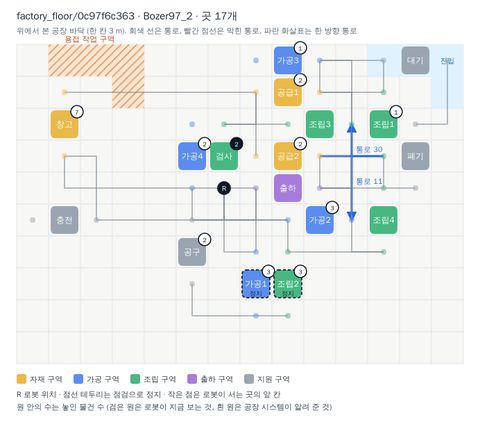 factory_floor/0c97f6c363 · Bozer97_2 · 곳 17개
위에서 본 공장 바닥 (한 칸 3 m). 회색 선은 통로, 빨간 점선은 막힌 통로, 파란 화살표는 한 방향 통로
용접 작업 구역
가공3 1
대기
전립
공급1 2
창고 7
조립3
조립1 1
가공4 2
검사 2
공급2 2
통로 30
폐기
R
출하
통로 11
충전
가공2 3
조립4
공구 2
가공1 3
정지
조립2 3
정지
자재 구역
가공 구역
조립 구역
출하 구역
지원 구역
R 로봇 위치 · 점선 테두리는 점검으로 정지 · 작은 점은 로봇이 서는 곳의 앞 칸
원 안의 수는 놓인 물건 수 (검은 원은 로봇이 지금 보는 것, 흰 원은 공장 시스템이 알려 준 것)